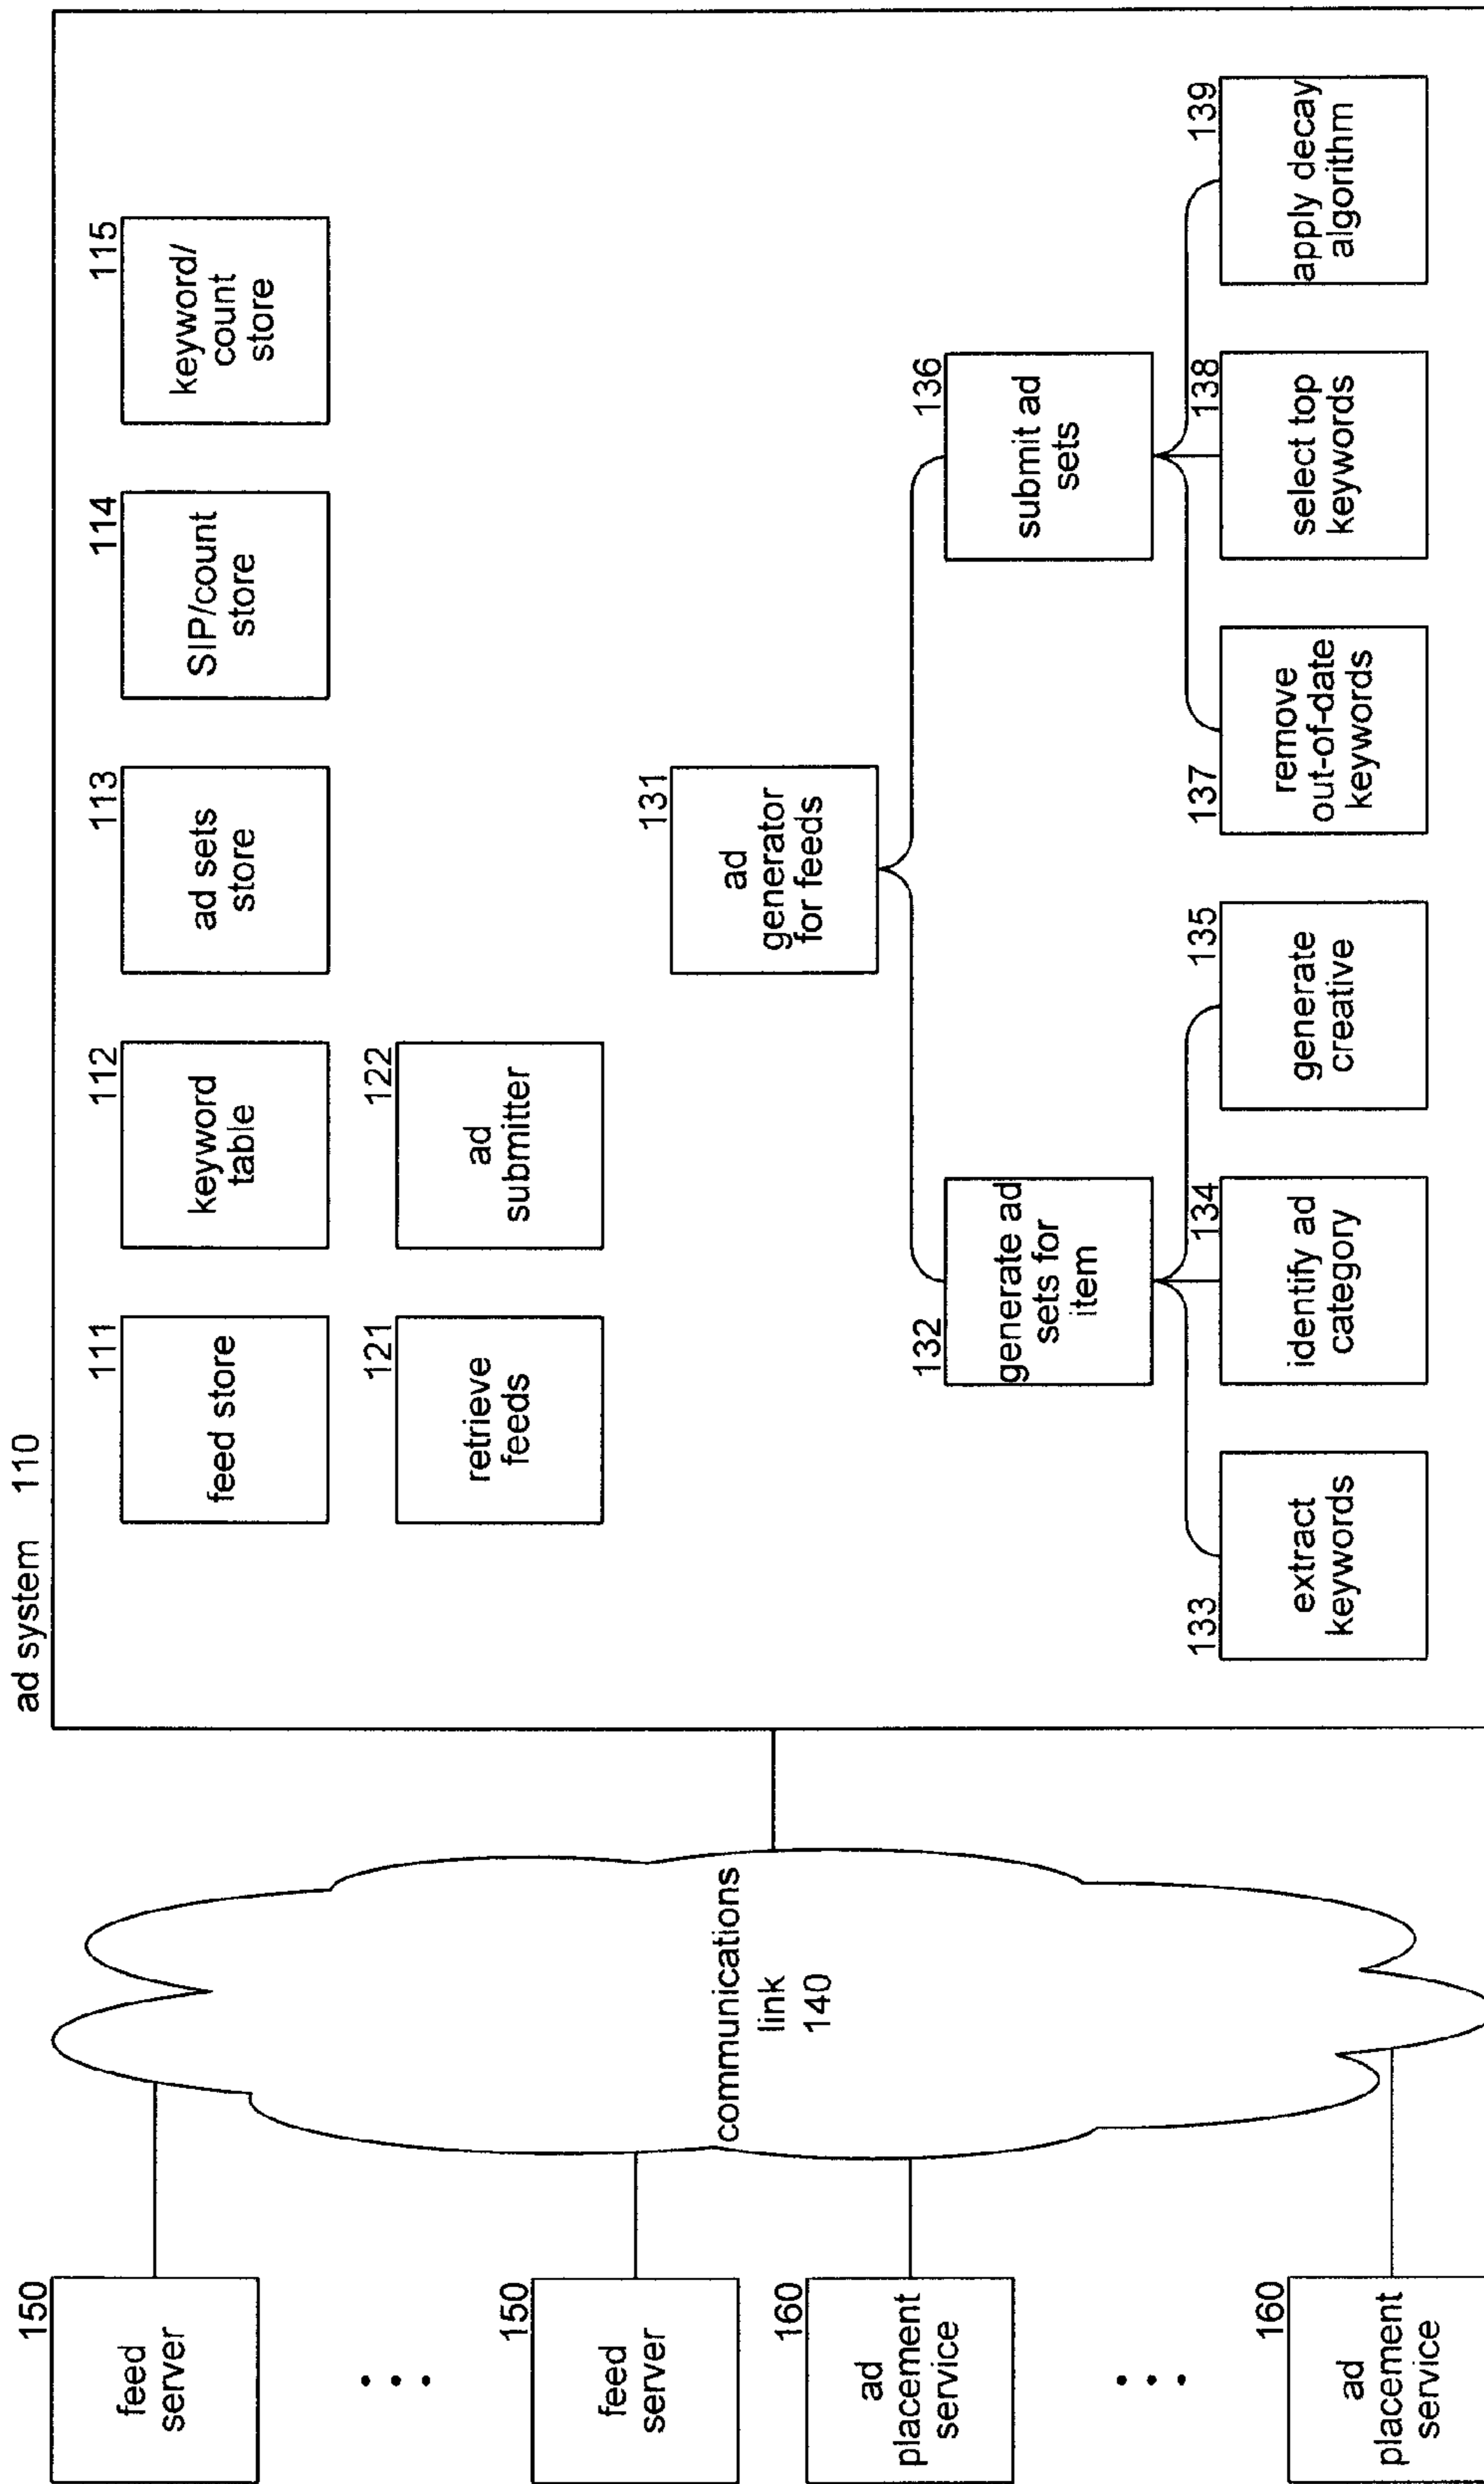 ad system 110
111
feed store
112
keyword
table
113
ad sets
store
114
SIP/count
store
115
keyword/
count
store
121
retrieve
feeds
122
ad
submitter
131
ad
generator
for feeds
132
generate ad
sets for
item
136
submit ad
sets
133
extract
keywords
134
identify ad
category
135
generate
creative
137
remove
out-of-date
keywords
138
select top
keywords
139
apply decay
algorithm
communications
link
140
150
feed
server
150
feed
server
160
ad
placement
service
160
ad
placement
service